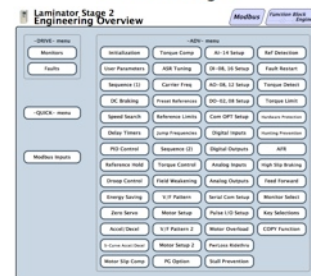 Laminator Stage 2
Engineering Overview
Modbus
Function Block
-DRIVE- menu
Monitors
Faults
-QUICK- menu
Modbus Inputs
-ADV- menu
Initialization
User Parameters
Sequence (1)
DC Braking
Speed Search
Delay Timers
PID Control
Reference Hold
Droop Control
Energy Saving
Zero Servo
Accel/Decel
S-Curve Accel/Decel
Motor Slip Comp
Torque Comp
ASR Tuning
Carrier Freq
Preset References
Reference Limits
Jump Frequencies
Sequence (2)
Torque Control
Field Weakening
V/F Pattern
Motor Setup
V/F Pattern 2
Motor Setup 2
PG Option
AI-14 Setup
DI-08, 16 Setup
AO-08, 12 Setup
DO-02, 08 Setup
Com OPT Setup
Digital Inputs
Digital Outputs
Analog Inputs
Analog Outputs
Serial Com Setup
Pulse I/O Setup
Motor Overload
PwrLoss Ridethru
Stall Prevention
Ref Detection
Fault Restart
Torque Detect
Torque Limit
Hardware Protection
Hunting Prevention
AFR
High Slip Braking
Feed Forward
Monitor Select
Key Selections
COPY Function